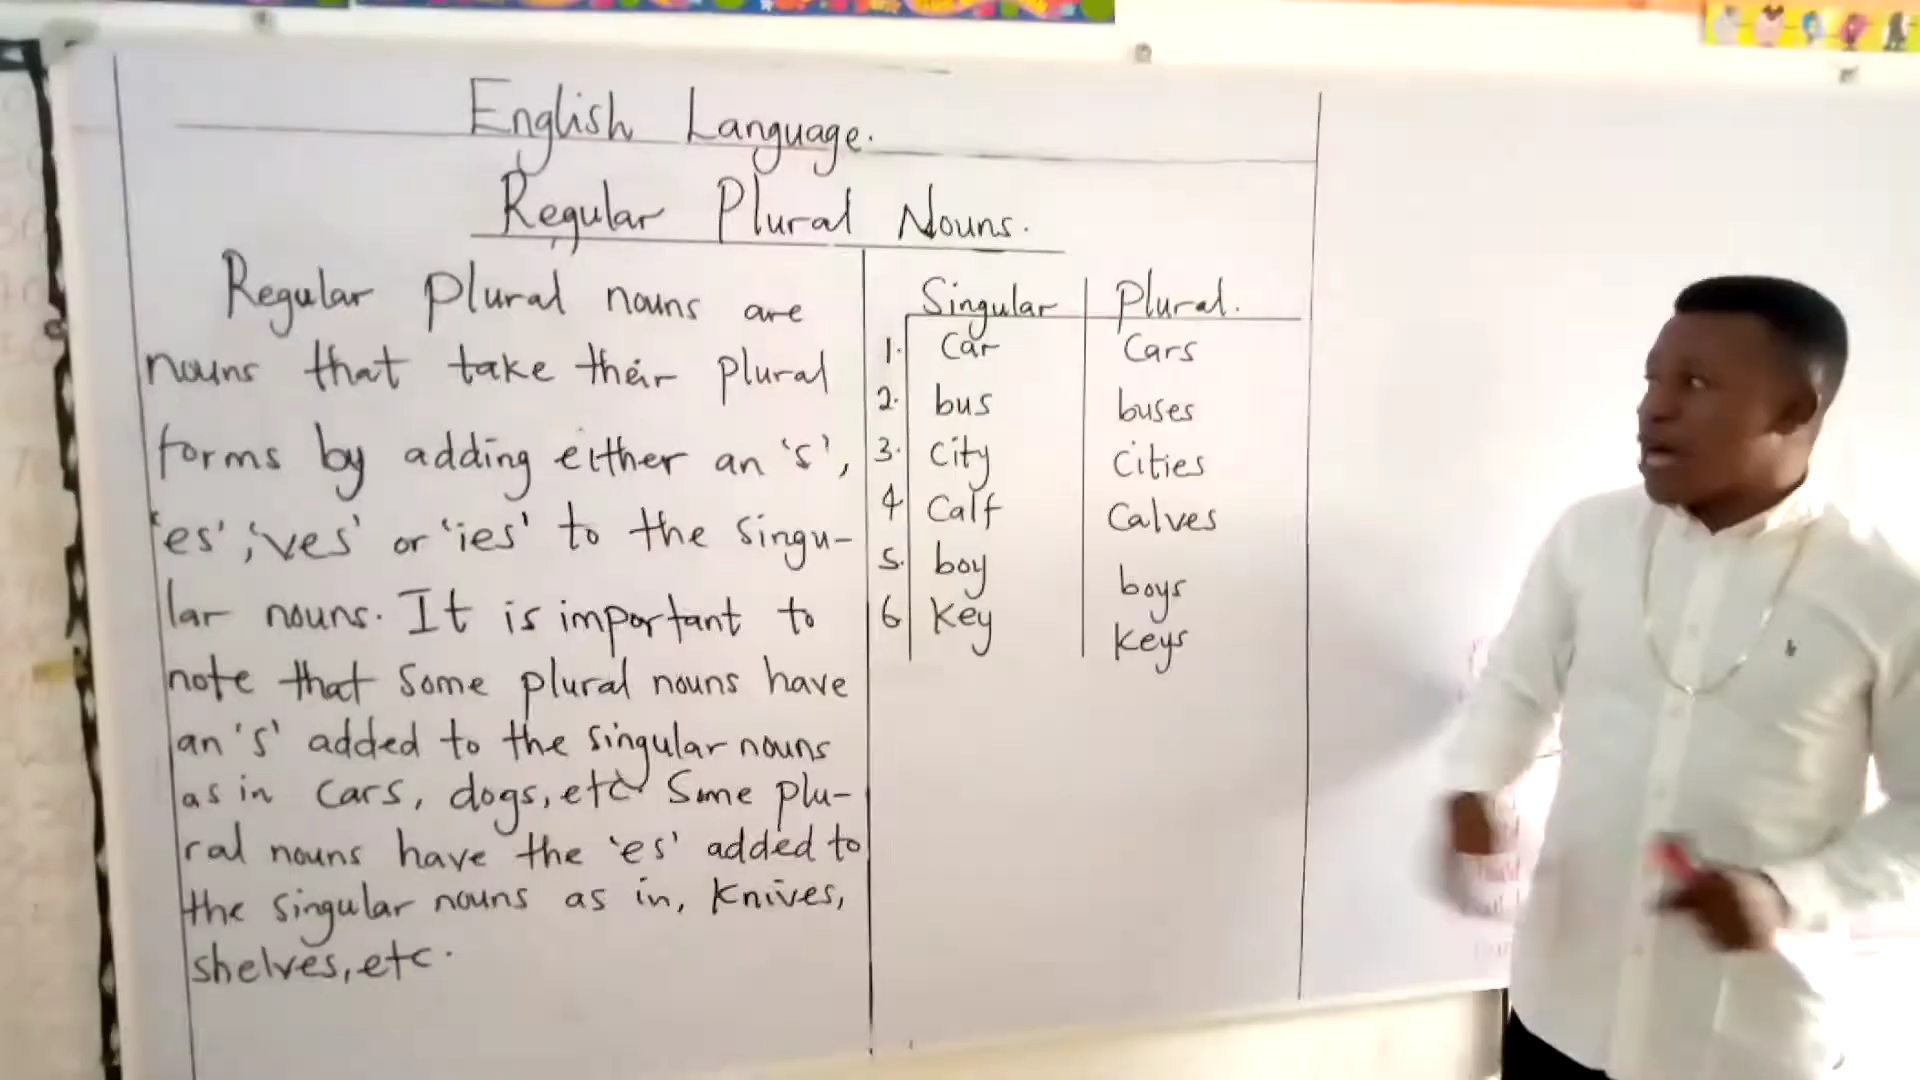 English Language.
Regular Plural Nouns.
Regular plural nouns are
nouns that take their plural
forms by adding either an 's',
'es', 'ves' or 'ies' to the singu-
lar nouns. It is important to
note that some plural nouns have
an 's' added to the singular nouns
as in cars, dogs, etc. Some plu-
ral nouns have the 'es' added to
the singular nouns as in, knives,
shelves, etc.
Singular Plural.
1. Car Cars
2. bus buses
3. City Cities
4 Calf Calves
5. boy boys
6 Key Keys